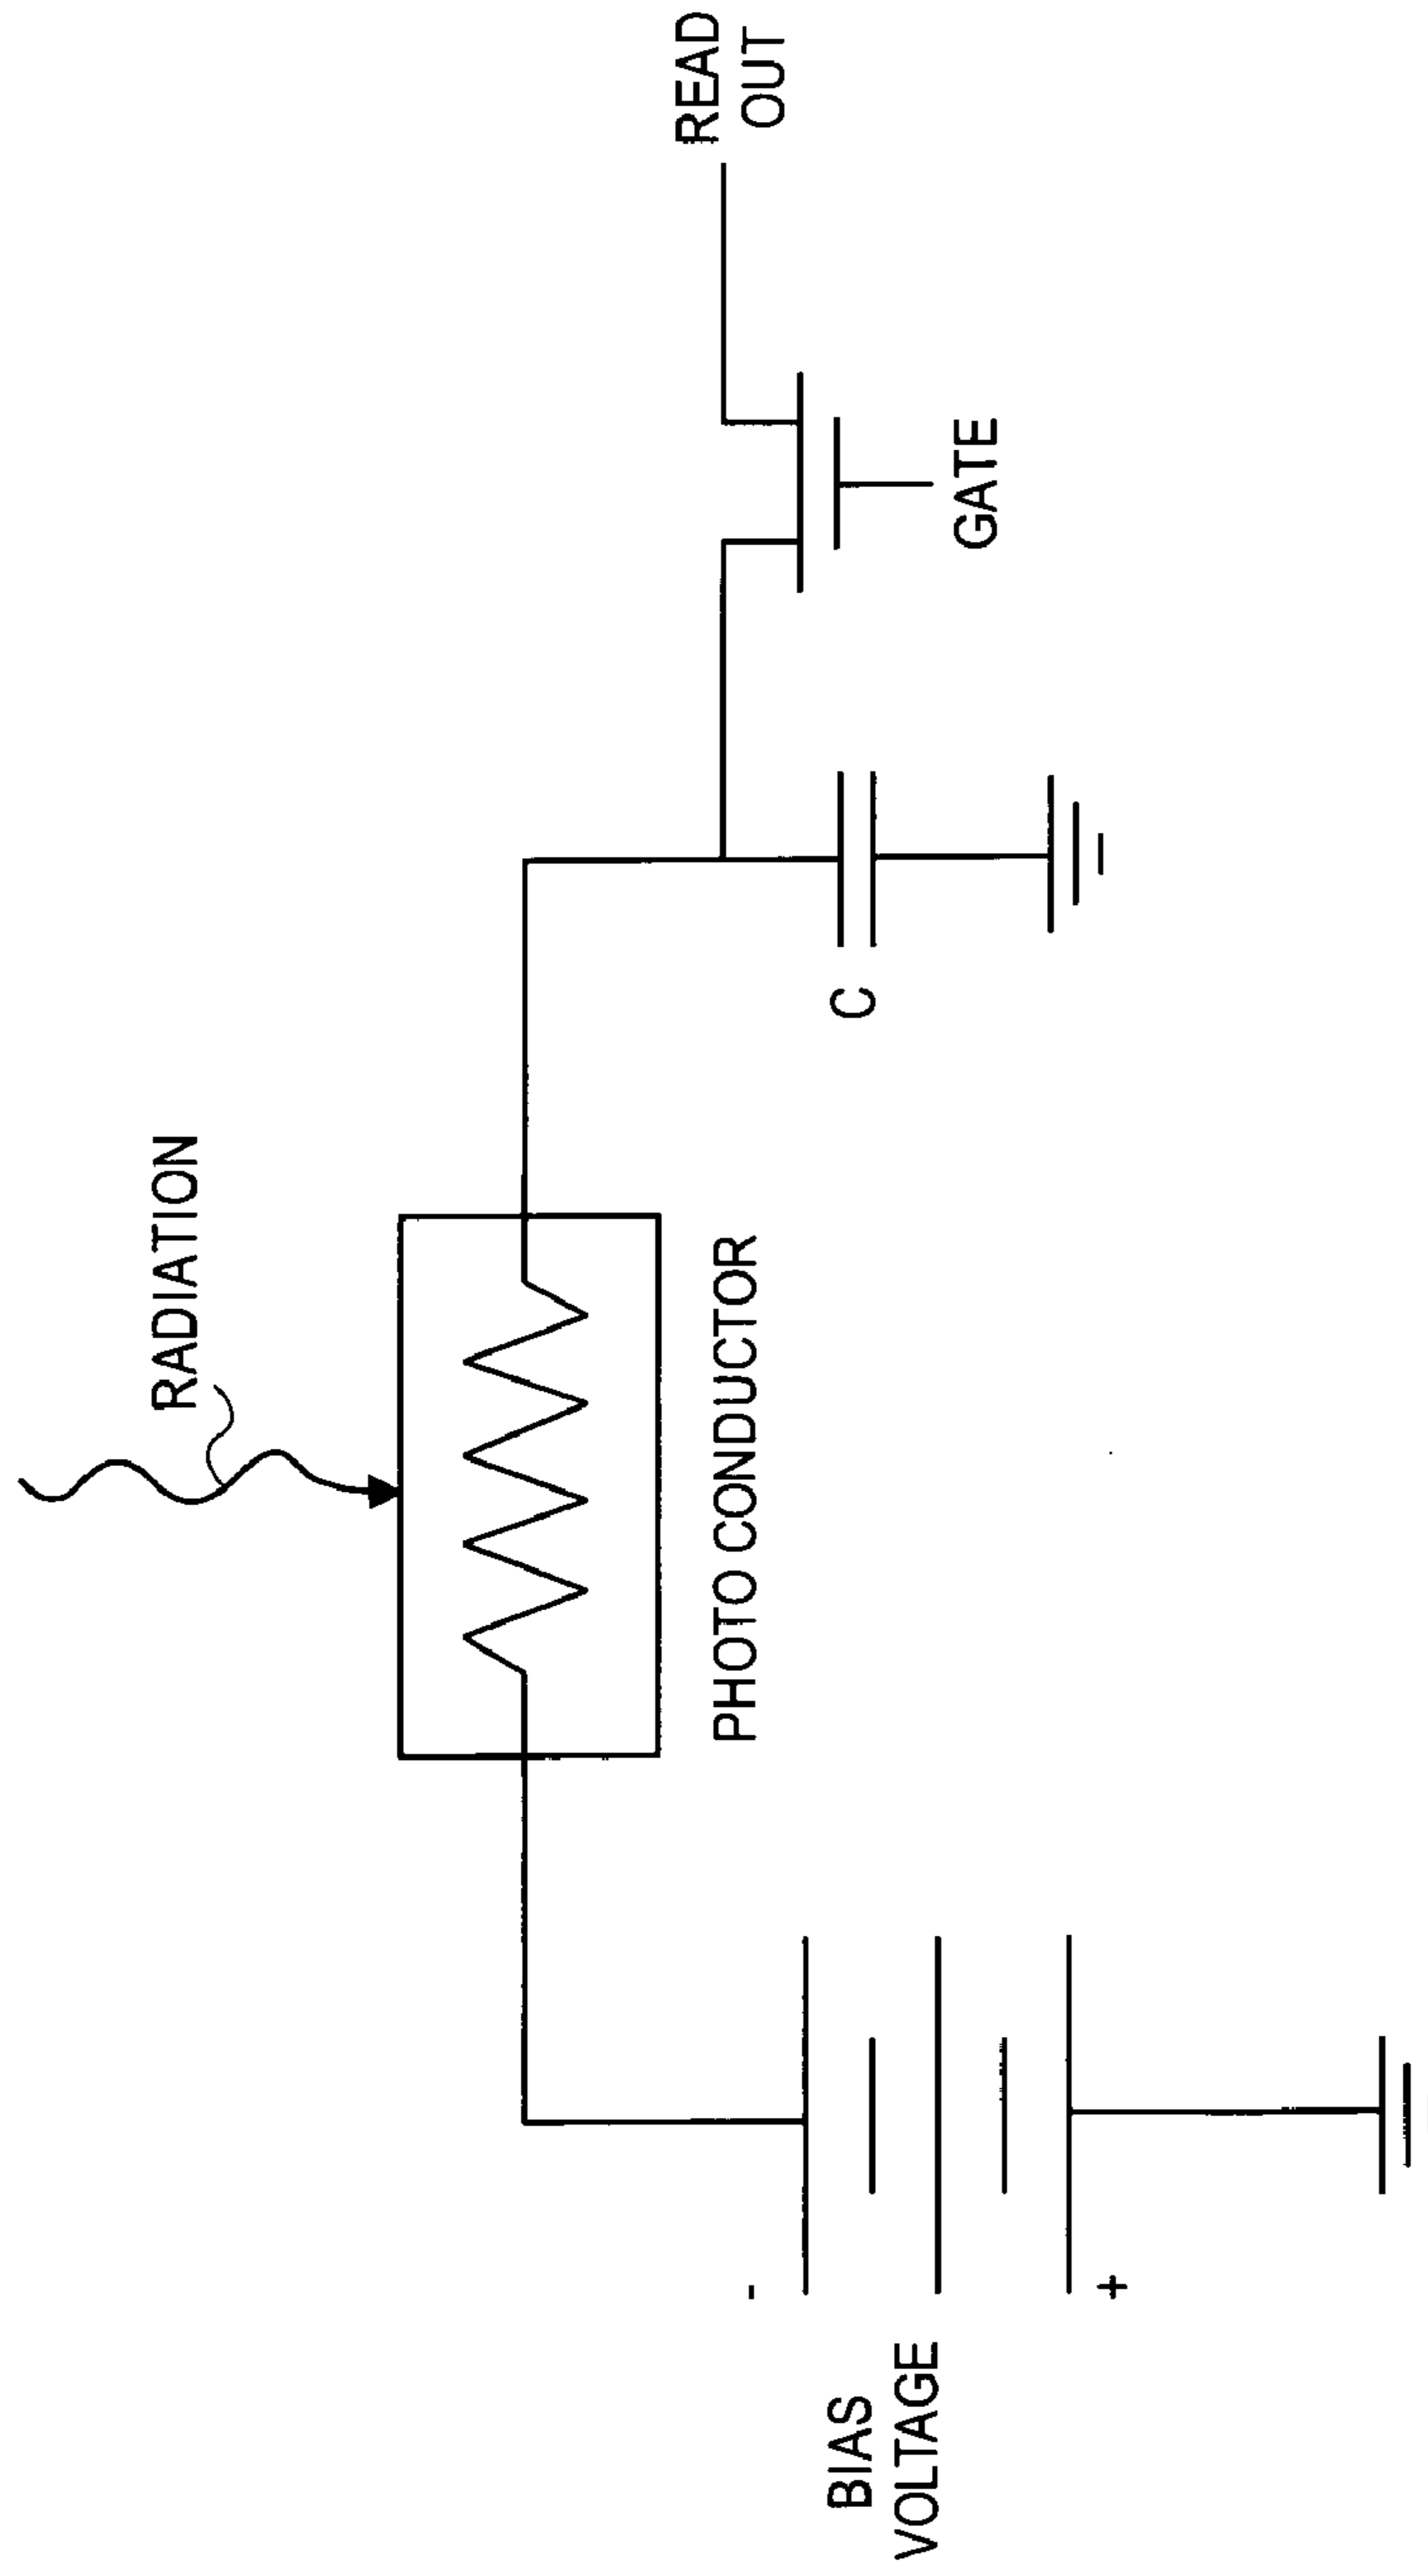 RADIATION
READ
OUT
PHOTO CONDUCTOR
C
GATE
-
BIAS
VOLTAGE
+